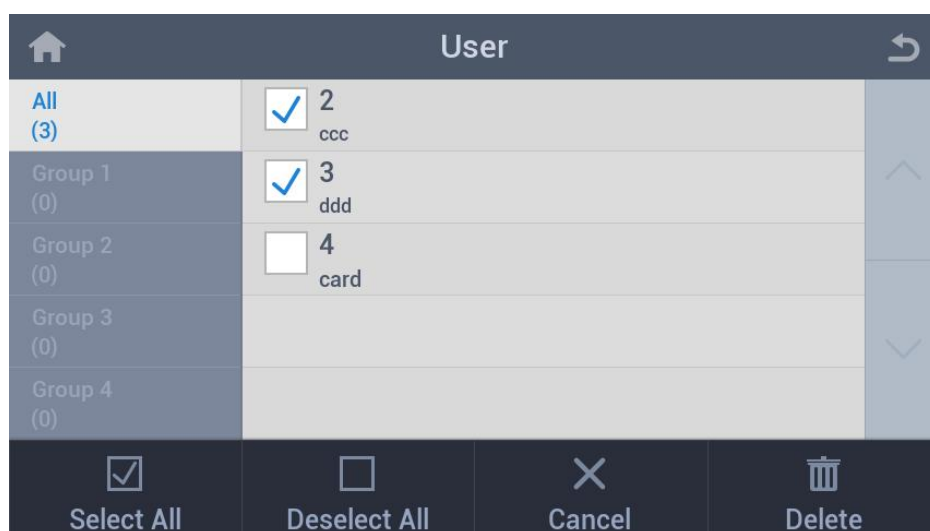 User
All
(3)
Group 1
(0)
Group 2
(0)
Group 3
(0)
Group 4
(0)
2
ccc
3
ddd
4
card
Select All
Deselect All
Cancel
Delete